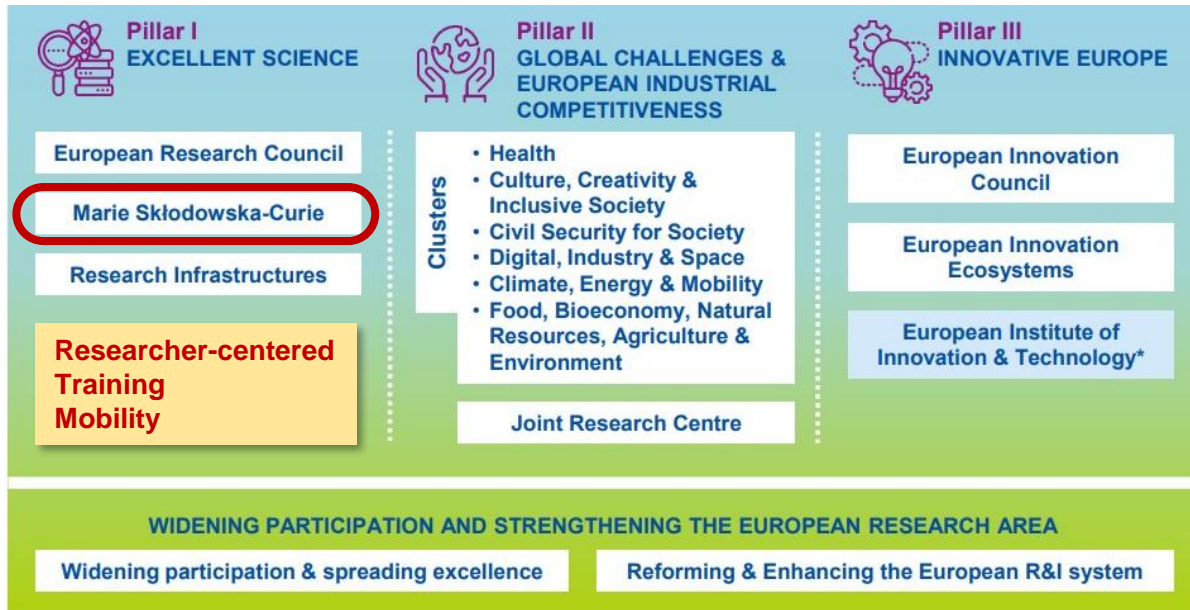 Pillar I
EXCELLENT SCIENCE
European Research Council
Marie Skłodowska-Curie
Research Infrastructures
Researcher-centered
Training
Mobility
Pillar II
GLOBAL CHALLENGES &
EUROPEAN INDUSTRIAL
COMPETITIVENESS
Clusters
• Health
• Culture, Creativity &
Inclusive Society
• Civil Security for Society
• Digital, Industry & Space
• Climate, Energy & Mobility
• Food, Bioeconomy, Natural
Resources, Agriculture &
Environment
Joint Research Centre
Pillar III
INNOVATIVE EUROPE
European Innovation
Council
European Innovation
Ecosystems
European Institute of
Innovation & Technology*
WIDENING PARTICIPATION AND STRENGTHENING THE EUROPEAN RESEARCH AREA
Widening participation & spreading excellence
Reforming & Enhancing the European R&I system